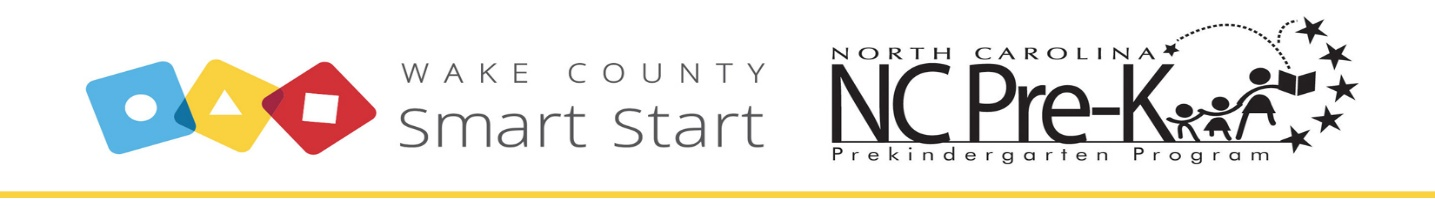 WAKE COUNTY
Smart Start
NORTH CAROLINA
NC Pre-K
Prekindergarten Program